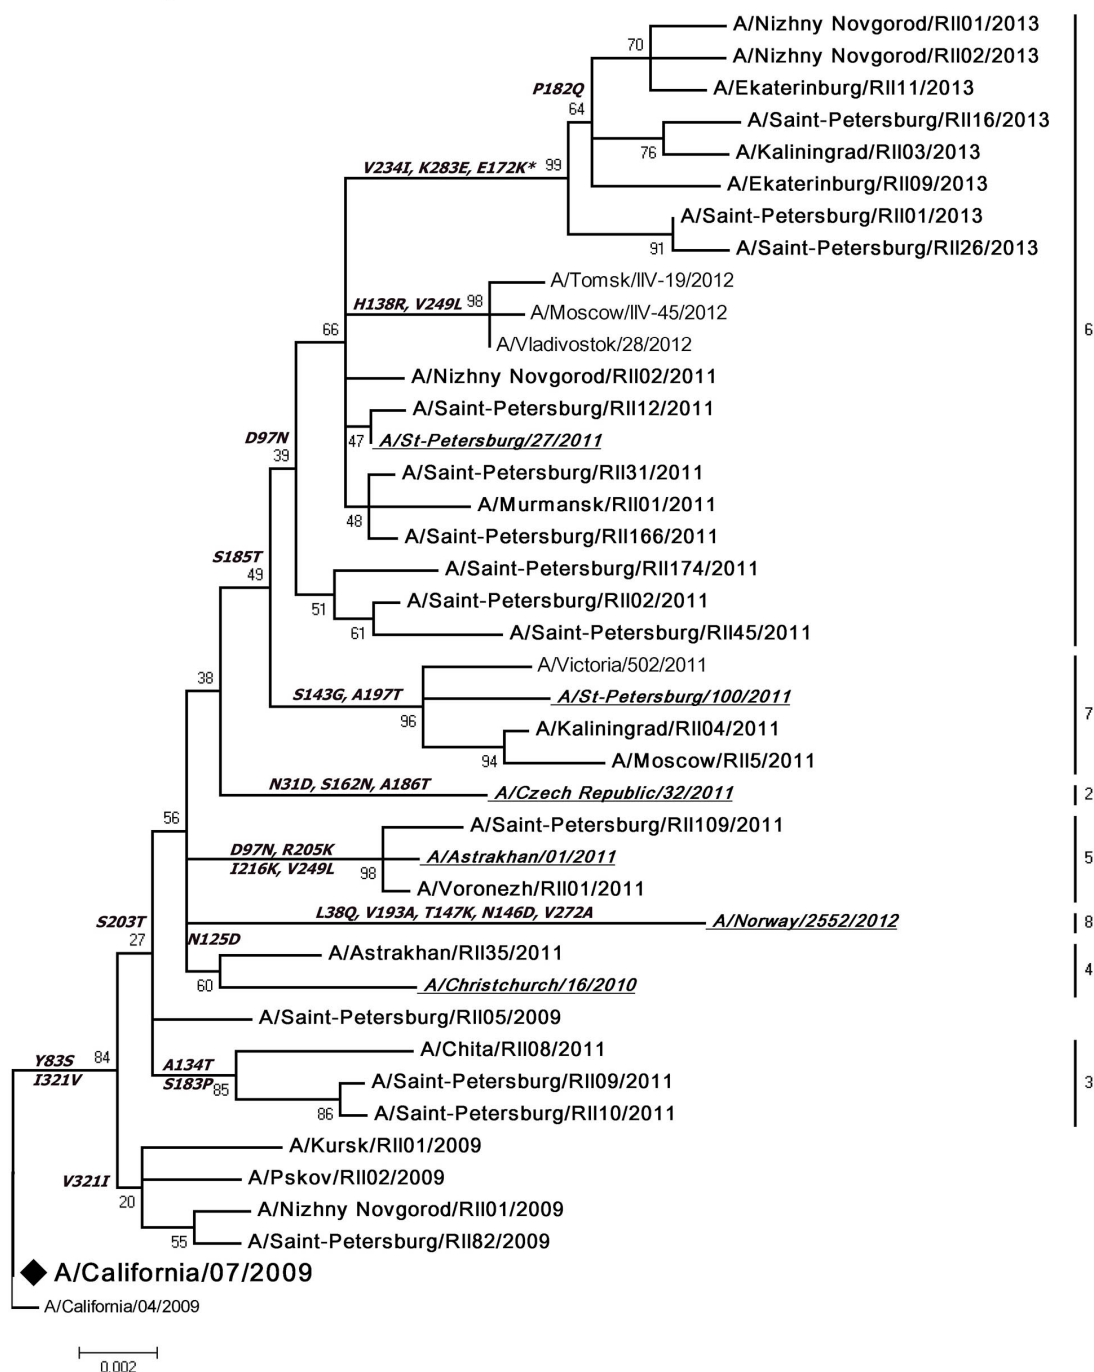 A/Nizhny Novgorod/RII01/2013
70
A/Nizhny Novgorod/RII02/2013
P182Q
A/Ekaterinburg/RII11/2013
64
A/Saint-Petersburg/RII16/2013
76
A/Kaliningrad/RII03/2013
V234I, K283E, E172K* 99
A/Ekaterinburg/RII09/2013
A/Saint-Petersburg/RII01/2013
91
A/Saint-Petersburg/RII26/2013
A/Tomsk/IIV-19/2012
H138R, V249L 98
A/Moscow/IIV-45/2012
66
6
A/Vladivostok/28/2012
A/Nizhny Novgorod/RII02/2011
A/Saint-Petersburg/RII12/2011
D97N
47
A/St-Petersburg/27/2011
39
A/Saint-Petersburg/RII31/2011
A/Murmansk/RII01/2011
48
A/Saint-Petersburg/RII166/2011
S185T
49
A/Saint-Petersburg/RII174/2011
51
A/Saint-Petersburg/RII02/2011
61
A/Saint-Petersburg/RII45/2011
A/Victoria/502/2011
38
S143G, A197T
A/St-Petersburg/100/2011
96
7
A/Kaliningrad/RII04/2011
94
A/Moscow/RII5/2011
N31D, S162N, A186T
A/Czech Republic/32/2011
2
56
A/Saint-Petersburg/RII109/2011
D97N, R205K
A/Astrakhan/01/2011
5
I216K, V249L
98
A/Voronezh/RII01/2011
L38Q, V193A, T147K, N146D, V272A
A/Norway/2552/2012
8
S203T
27
N125D
A/Astrakhan/RII35/2011
4
60
A/Christchurch/16/2010
A/Saint-Petersburg/RII05/2009
Y83S
84
A134T
A/Chita/RII08/2011
I321V
S183P
85
A/Saint-Petersburg/RII09/2011
3
86
A/Saint-Petersburg/RII10/2011
A/Kursk/RII01/2009
V321I
A/Pskov/RII02/2009
20
A/Nizhny Novgorod/RII01/2009
55
A/Saint-Petersburg/RII82/2009
A/California/07/2009
A/California/04/2009
0.002